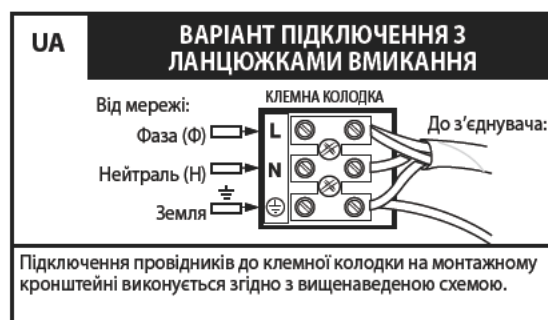 UA
ВАРІАНТ ПІДКЛЮЧЕННЯ З
ЛАНЦЮЖКАМИ ВМИКАННЯ
Від мережі:
КЛЕМНА КОЛОДКА
Фаза (Ф)
L
До з’єднувача:
Нейтраль (Н)
N
Земля
Підключення провідників до клемної колодки на монтажному
кронштейні виконується згідно з вищенаведеною схемою.